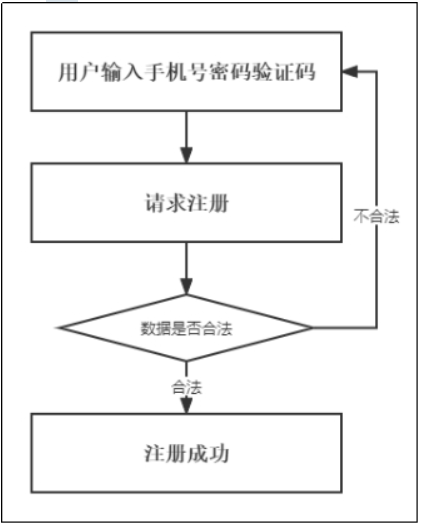 用户输入手机号密码验证码
请求注册
不合法
数据是否合法
合法
注册成功